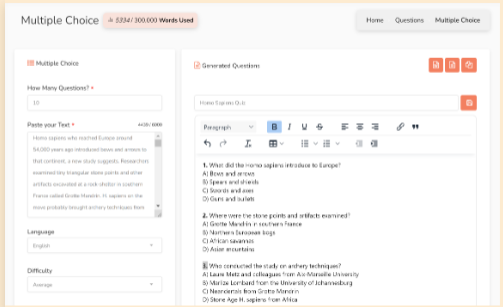 Multiple Choice
5334/ 300,000 Words Used
Home Questions Multiple Choice
Multiple Choice
How Many Questions? *
10
Paste your Text *
Homo sapiens who reached Europe around
54,000 years ago introduced bows and arrows to
that continent, a new study suggests. Researchers
examined tiny triangular stone points and other
artifacts excavated at a rock-shelter in southern
France called Grotte Mandrin. H. sapiens on the
move probably brought archery techniques from
Language
English
Difficulty
Average
Generated Questions
Homo Sapiens Quiz
Paragraph B I U S
1. What did the Homo sapiens introduce to Europe?
A) Bows and arrows
B) Spears and shields
C) Swords and axes
D) Guns and bullets
2. Where were the stone points and artifacts examined?
A) Grotte Mandrin in southern France
B) Northern European bogs
C) African savannas
D) Asian mountains
3. Who conducted the study on archery techniques?
A) Laure Metz and colleagues from Aix-Marseille University
B) Marlize Lombard from the University of Johannesburg
C) Neandertals from Grotte Mandrin
D) Stone Age H. sapiens from Africa